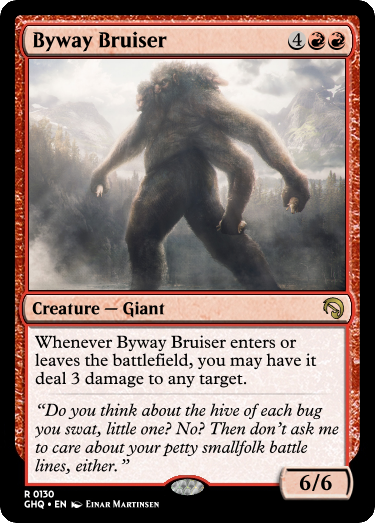 Byway Bruiser 4
Creature — Giant
Whenever Byway Bruiser enters or
leaves the battlefield, you may have it
deal 3 damage to any target.
“Do you think about the hive of each bug
you swat, little one? No? Then don’t ask me
to care about your petty smallfolk battle
lines, either.”
6/6
R 0130
GHQ • EN Einar Martinsen